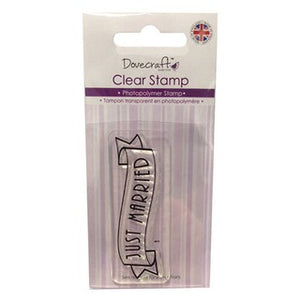 Dovecraft
Clear Stamp
• Photopolymer Stamp •
• Tampon transparent en photopolymère •
JUST MARRIED